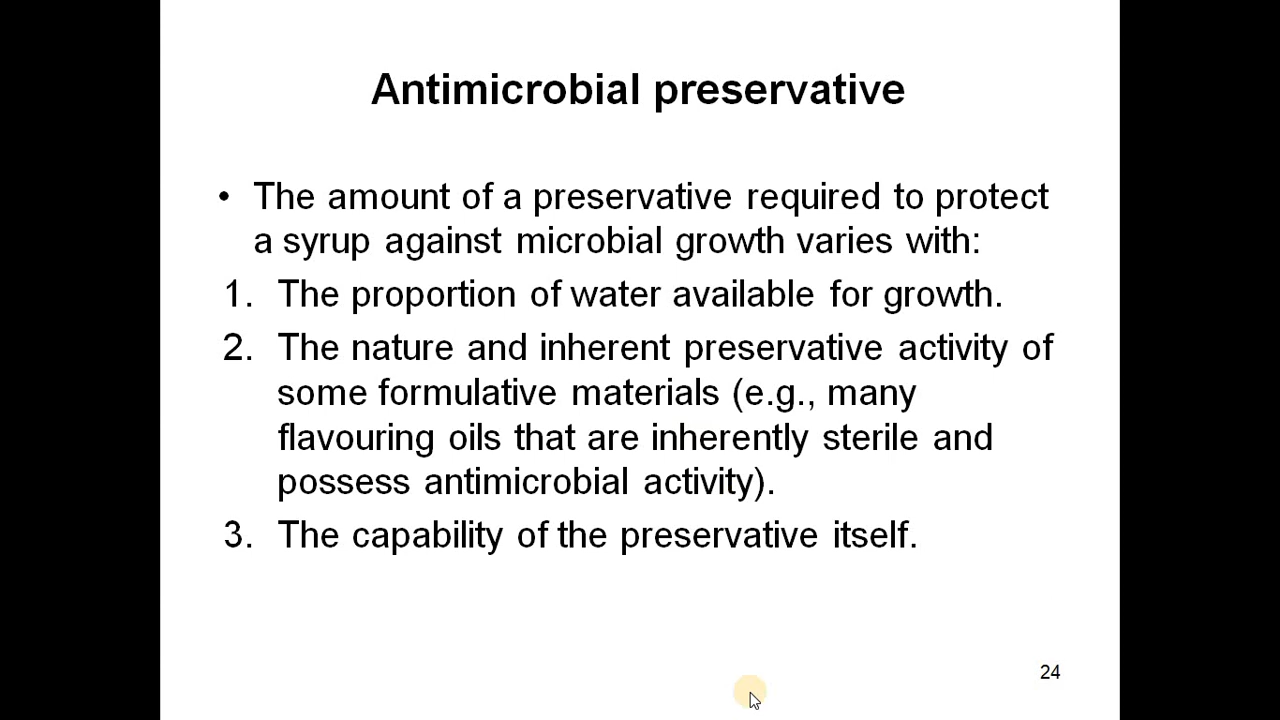 Antimicrobial preservative
• The amount of a preservative required to protect
a syrup against microbial growth varies with:
1. The proportion of water available for growth.
2. The nature and inherent preservative activity of
some formulative materials (e.g., many
flavouring oils that are inherently sterile and
possess antimicrobial activity).
3. The capability of the preservative itself.
24